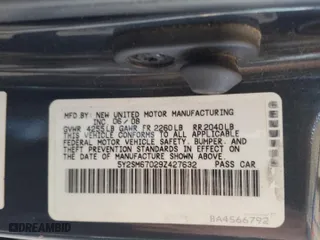 MFD. BY: NEW UNITED MOTOR MANUFACTURING
INC 06/08
GVWR 4255LB GAWR FR 2260LB RR 2040LB
THIS VEHICLE CONFORMS TO ALL APPLICABLE
FEDERAL MOTOR VEHICLE SAFETY, BUMPER, AND
THEFT PREVENTION STANDARDS IN EFFECT ON
THE DATE OF MANUFACTURE SHOWN ABOVE.
5Y2SM67029Z427632 PASS CAR
BA4566792
DREAMBID